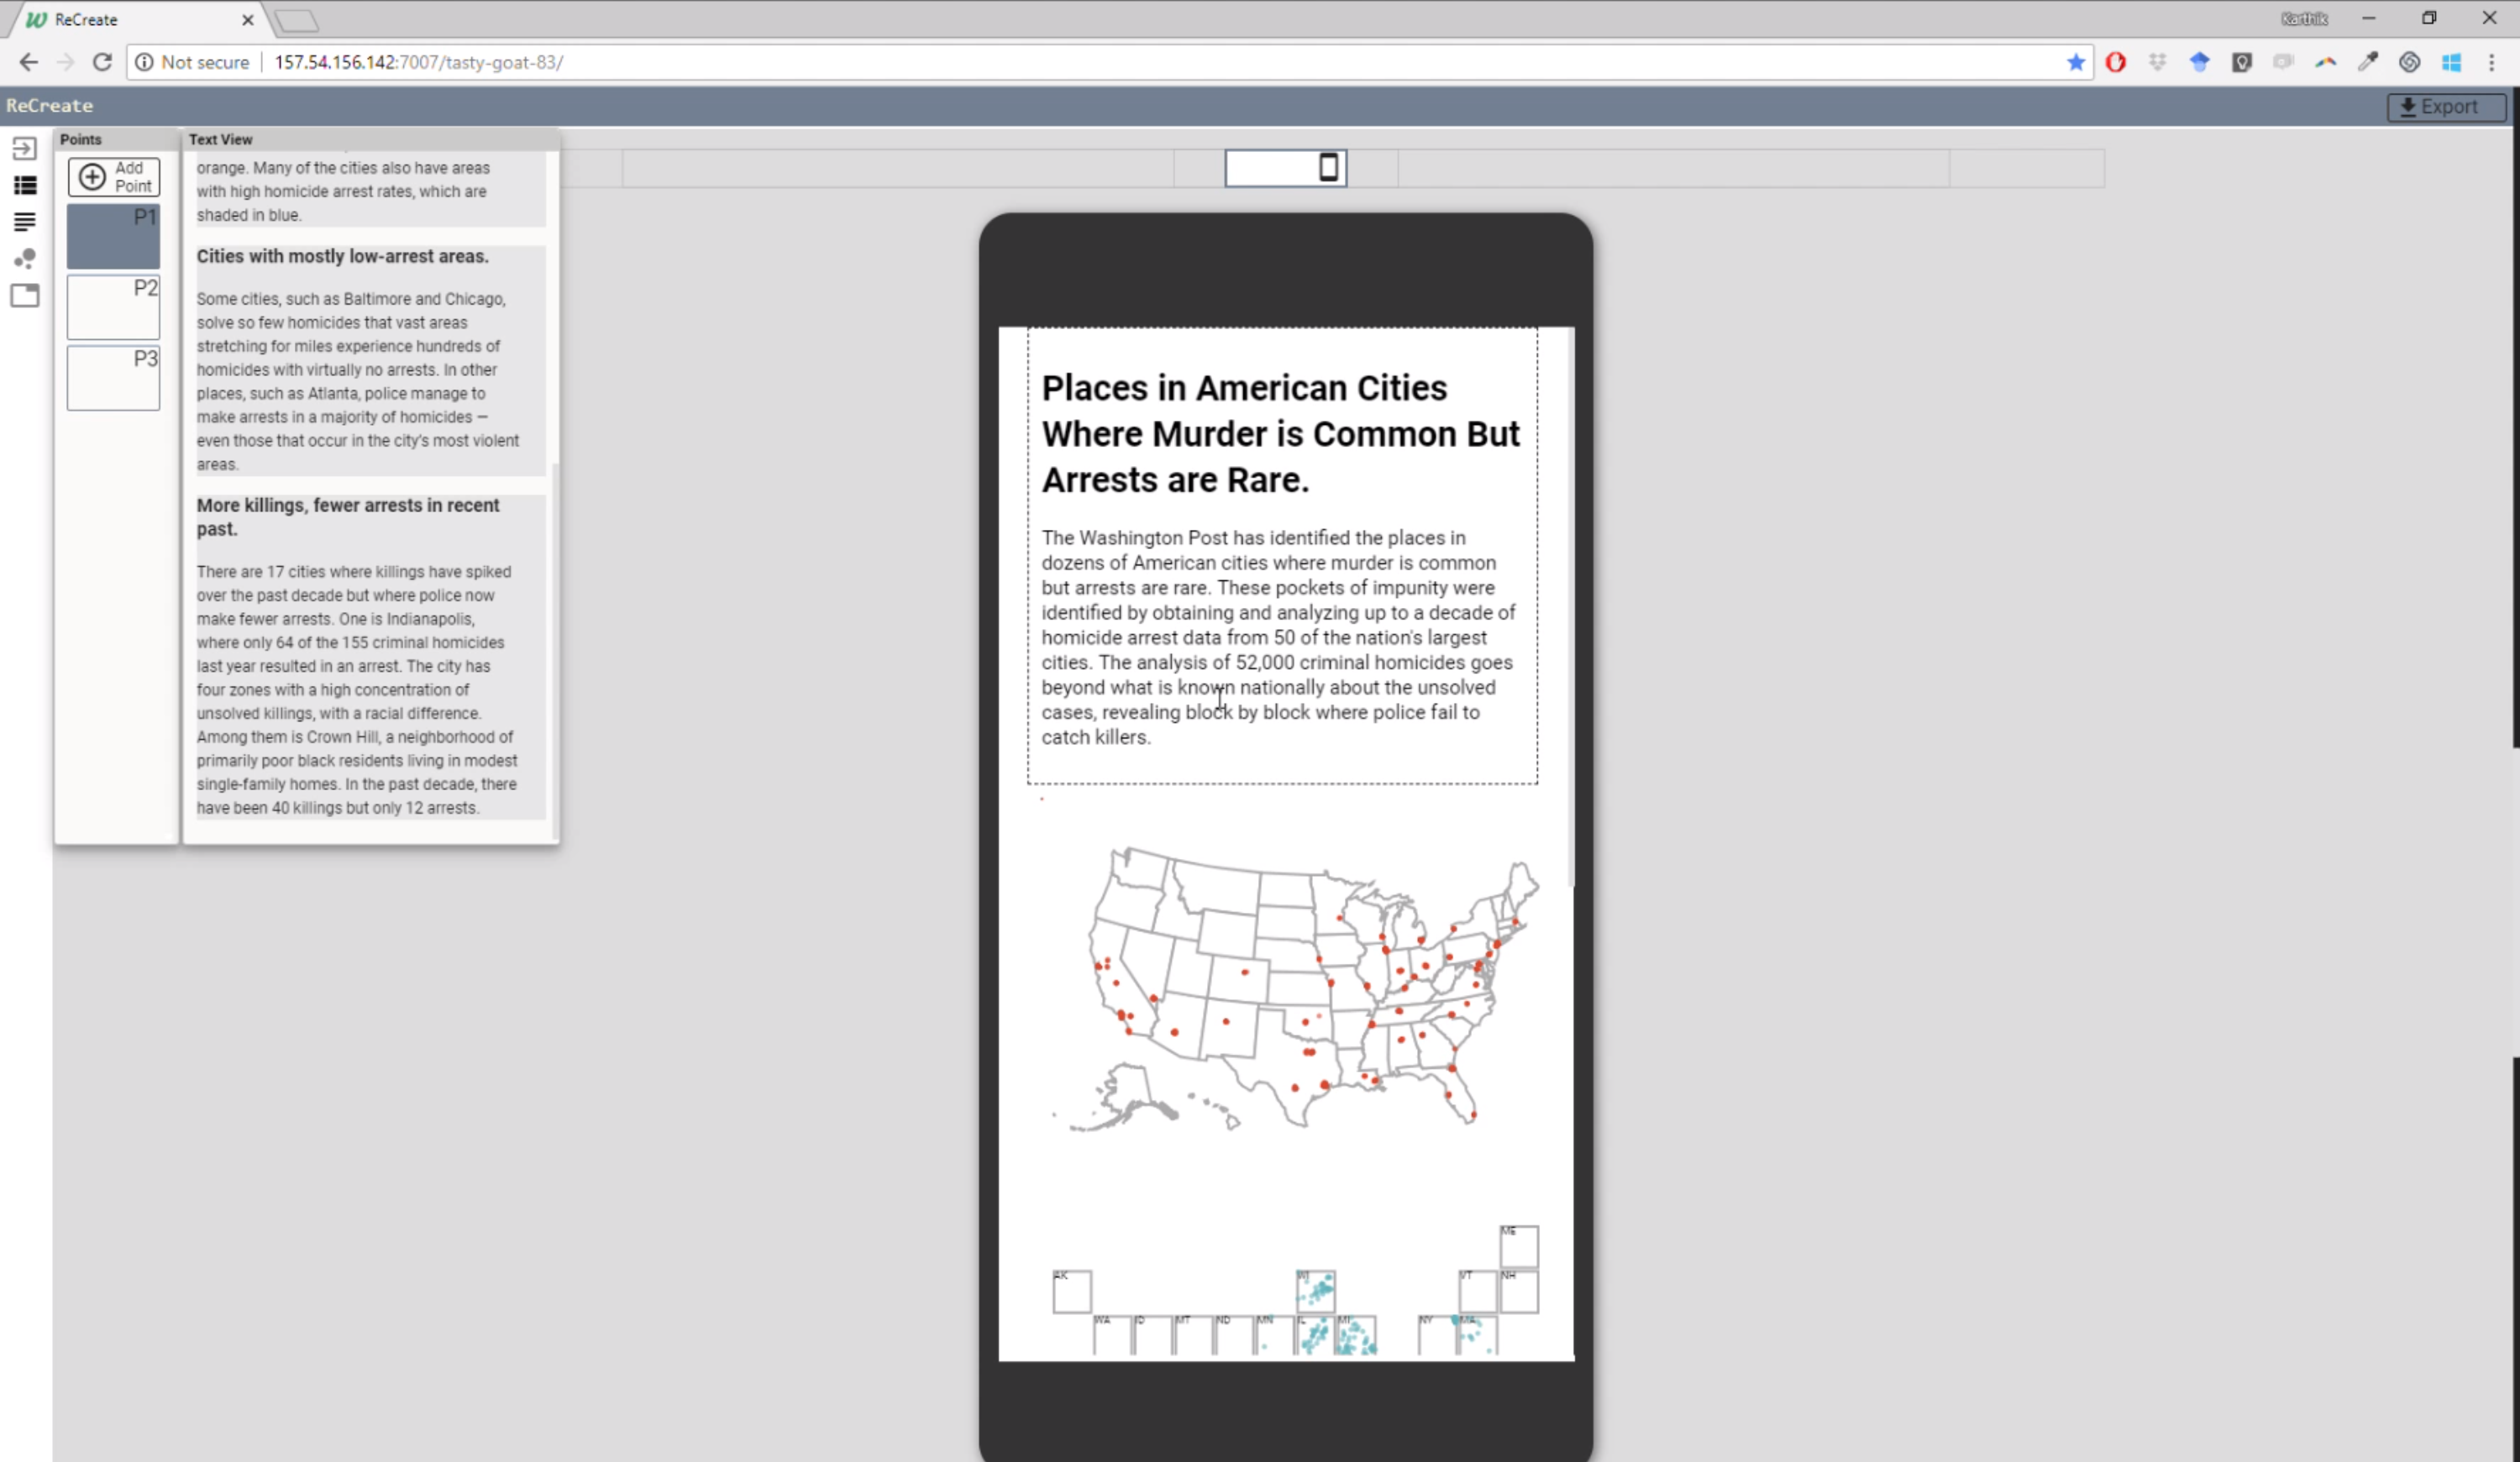 ReCreate
Karthik
Not secure
157.54.156.142:7007/tasty-goat-83/
ReCreate
Export
Points
Add
Point
P1
P2
P3
Text View
orange. Many of the cities also have areas
with high homicide arrest rates, which are
shaded in blue.
Cities with mostly low-arrest areas.
Some cities, such as Baltimore and Chicago,
solve so few homicides that vast areas
stretching for miles experience hundreds of
homicides with virtually no arrests. In other
places, such as Atlanta, police manage to
make arrests in a majority of homicides —
even those that occur in the city's most violent
areas.
More killings, fewer arrests in recent
past.
There are 17 cities where killings have spiked
over the past decade but where police now
make fewer arrests. One is Indianapolis,
where only 64 of the 155 criminal homicides
last year resulted in an arrest. The city has
four zones with a high concentration of
unsolved killings, with a racial difference.
Among them is Crown Hill, a neighborhood of
primarily poor black residents living in modest
single-family homes. In the past decade, there
have been 40 killings but only 12 arrests.
Places in American Cities
Where Murder is Common But
Arrests are Rare.
The Washington Post has identified the places in
dozens of American cities where murder is common
but arrests are rare. These pockets of impunity were
identified by obtaining and analyzing up to a decade of
homicide arrest data from 50 of the nation's largest
cities. The analysis of 52,000 criminal homicides goes
beyond what is known nationally about the unsolved
cases, revealing block by block where police fail to
catch killers.
ME
AK WI VT NH
WA ID MT ND MN IL MI NY MA